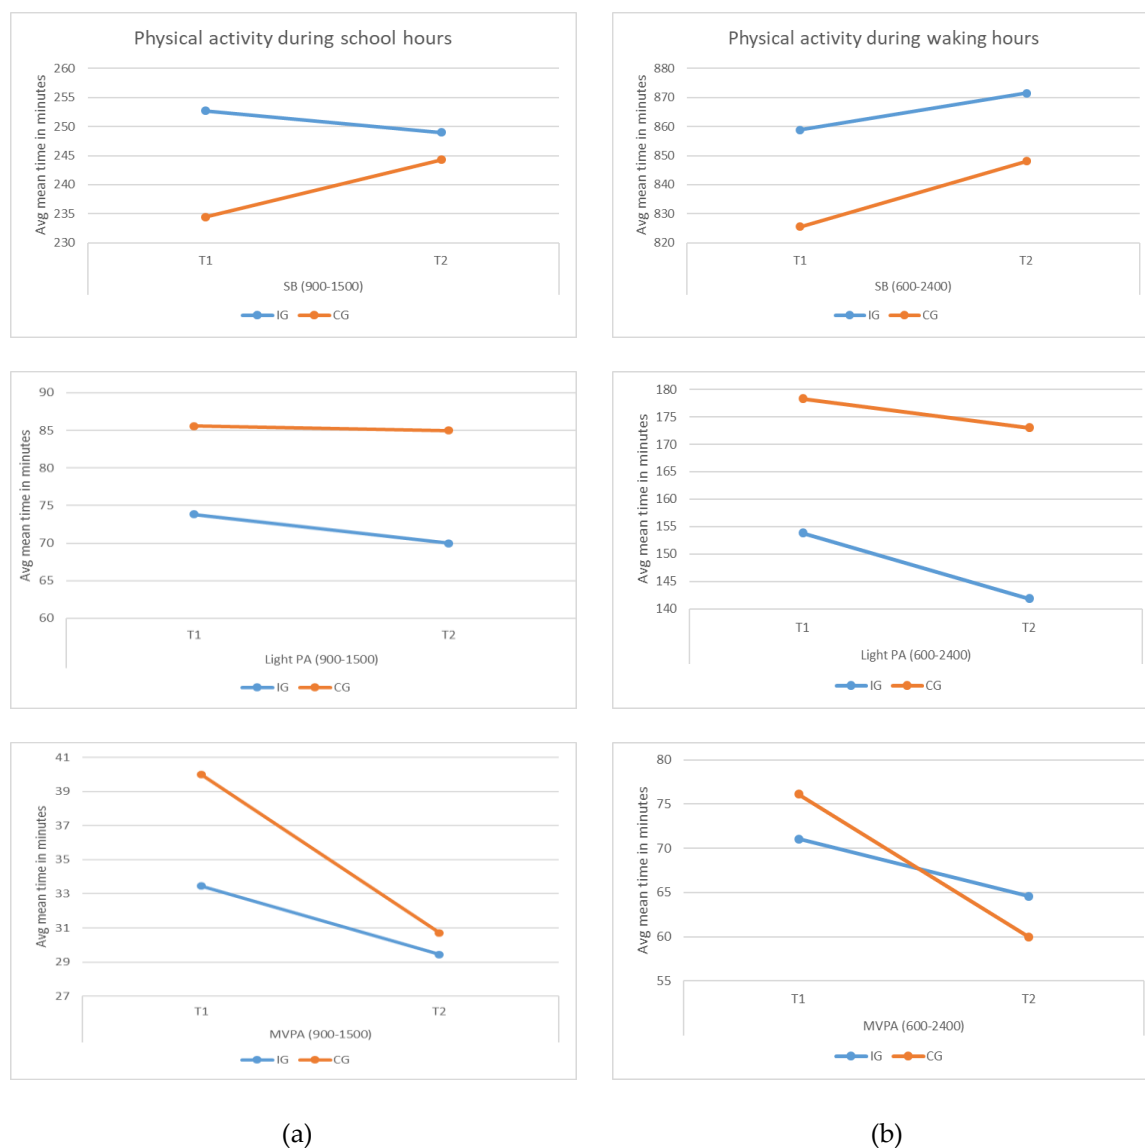 Physical activity during school hours
Avg mean time in minutes
260
255
250
245
240
235
230
T1 T2
SB (900-1500)
IG CG
Physical activity during waking hours
Avg mean time in minutes
880
870
860
850
840
830
820
T1 T2
SB (600-2400)
IG CG
Avg mean time in minutes
90
85
80
75
70
65
60
T1 T2
Light PA (900-1500)
IG CG
Avg mean time in minutes
180
175
170
165
160
155
150
145
140
T1 T2
Light PA (600-2400)
IG CG
Avg mean time in minutes
41
39
37
35
33
31
29
27
T1 T2
MVPA (900-1500)
IG CG
Avg mean time in minutes
80
75
70
65
60
55
T1 T2
MVPA (600-2400)
IG CG
(a) (b)